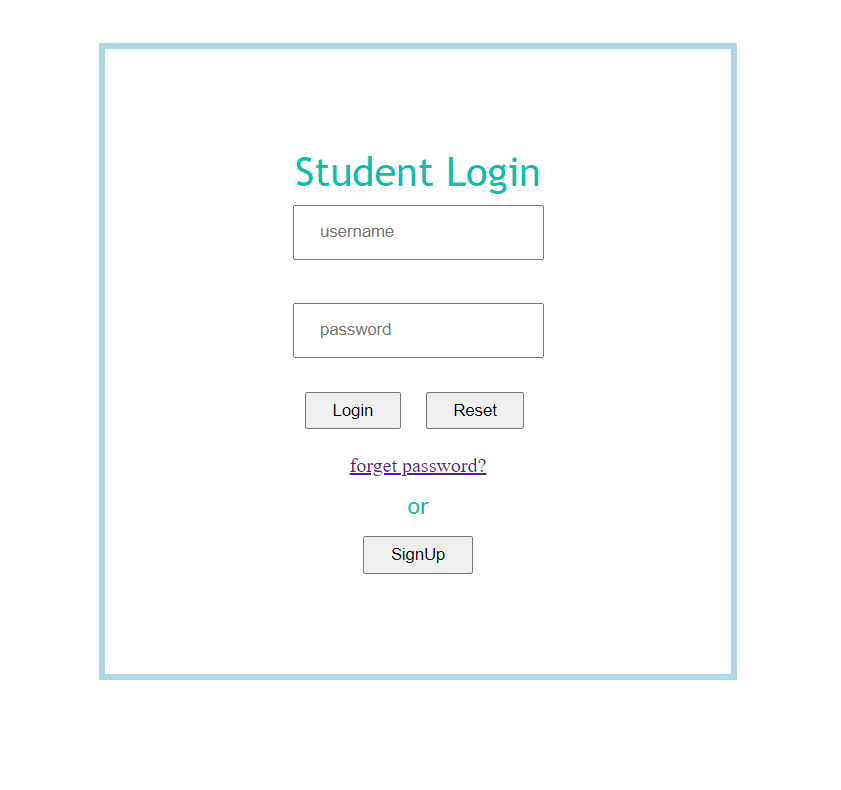 Student Login
username
password
Login Reset
forget password?
or
SignUp